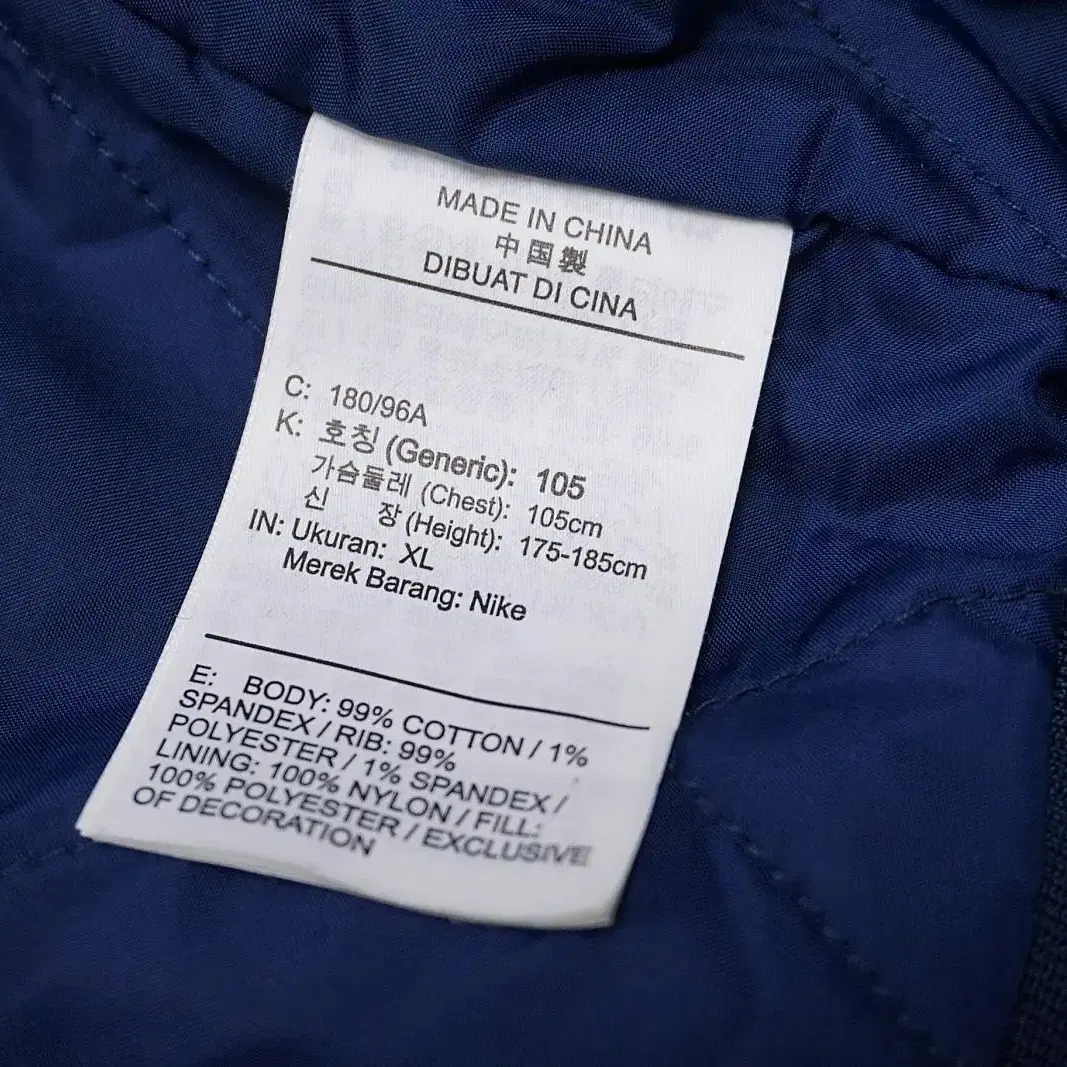 MADE IN CHINA
中国製
DIBUAT DI CINA
C: 180/96A
K: 호칭 (Generic): 105
가슴둘레 (Chest): 105cm
신 장 (Height): 175-185cm
IN: Ukuran: XL
Merek Barang: Nike
E: BODY: 99% COTTON / 1%
SPANDEX / RIB: 99%
POLYESTER / 1% SPANDEX /
LINING: 100% NYLON / FILL:
100% POLYESTER / EXCLUSIVE
OF DECORATION